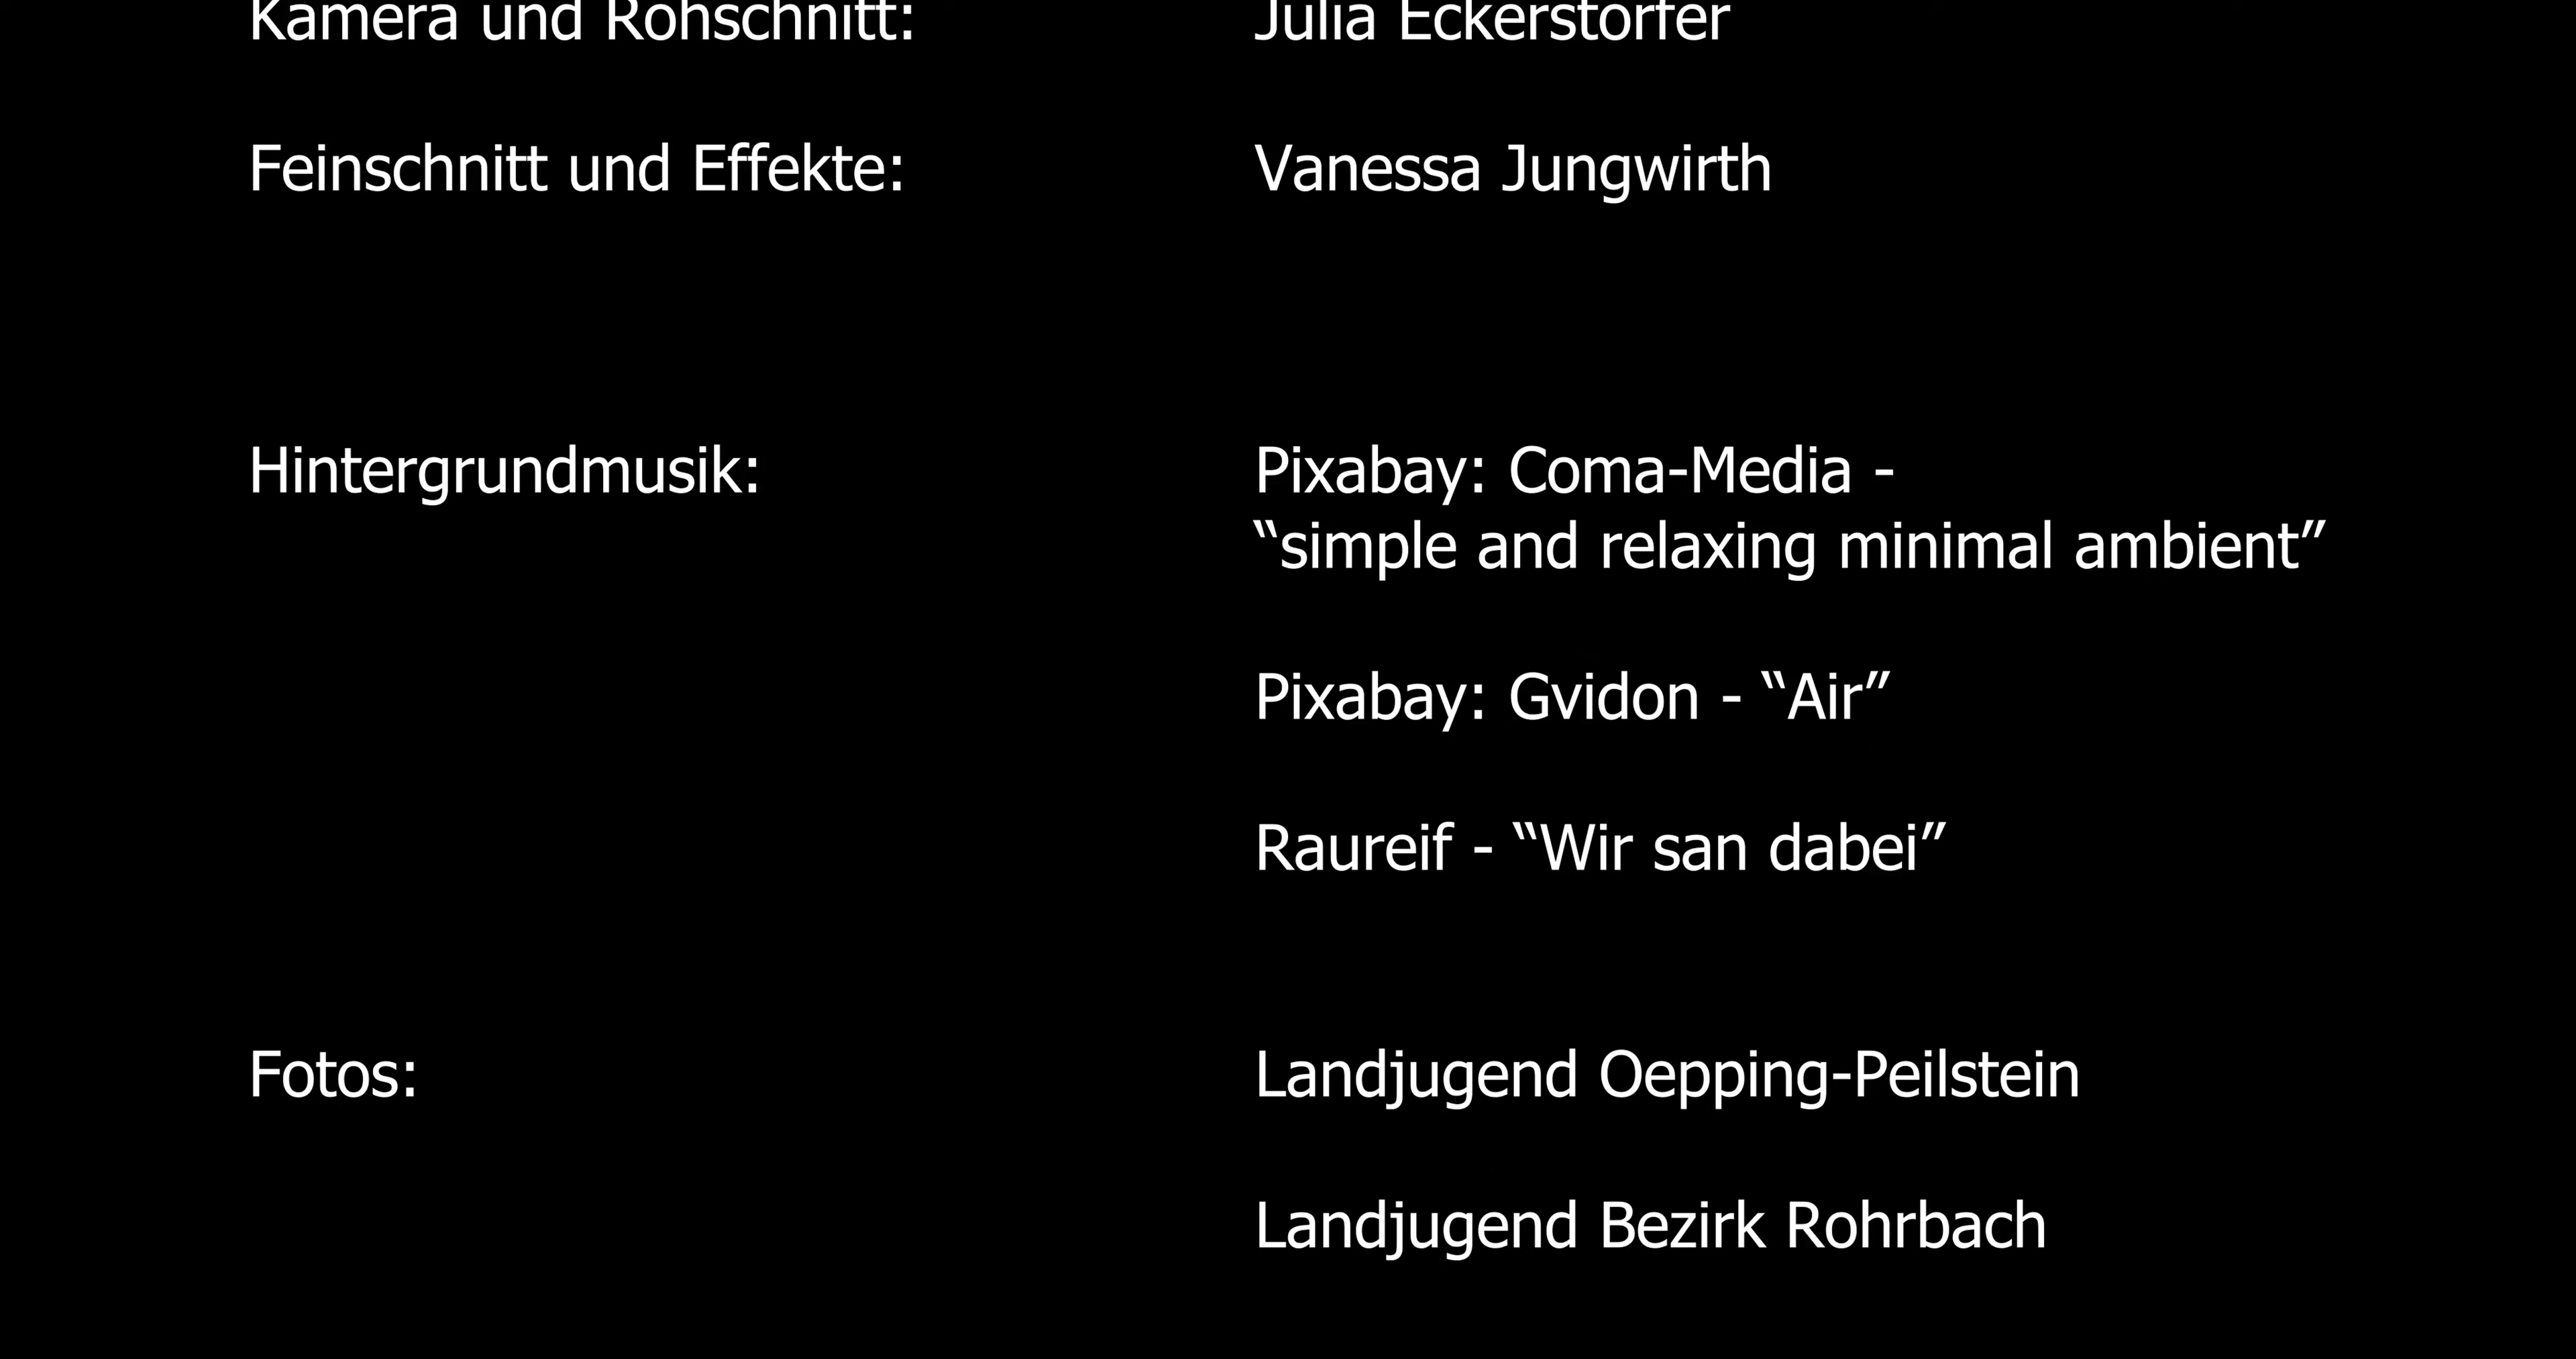 Kamera und Rohschnitt: Julia Eckerstorfer
Feinschnitt und Effekte: Vanessa Jungwirth
Hintergrundmusik: Pixabay: Coma-Media -
“simple and relaxing minimal ambient”
Pixabay: Gvidon - “Air”
Raureif - “Wir san dabei”
Fotos: Landjugend Oepping-Peilstein
Landjugend Bezirk Rohrbach